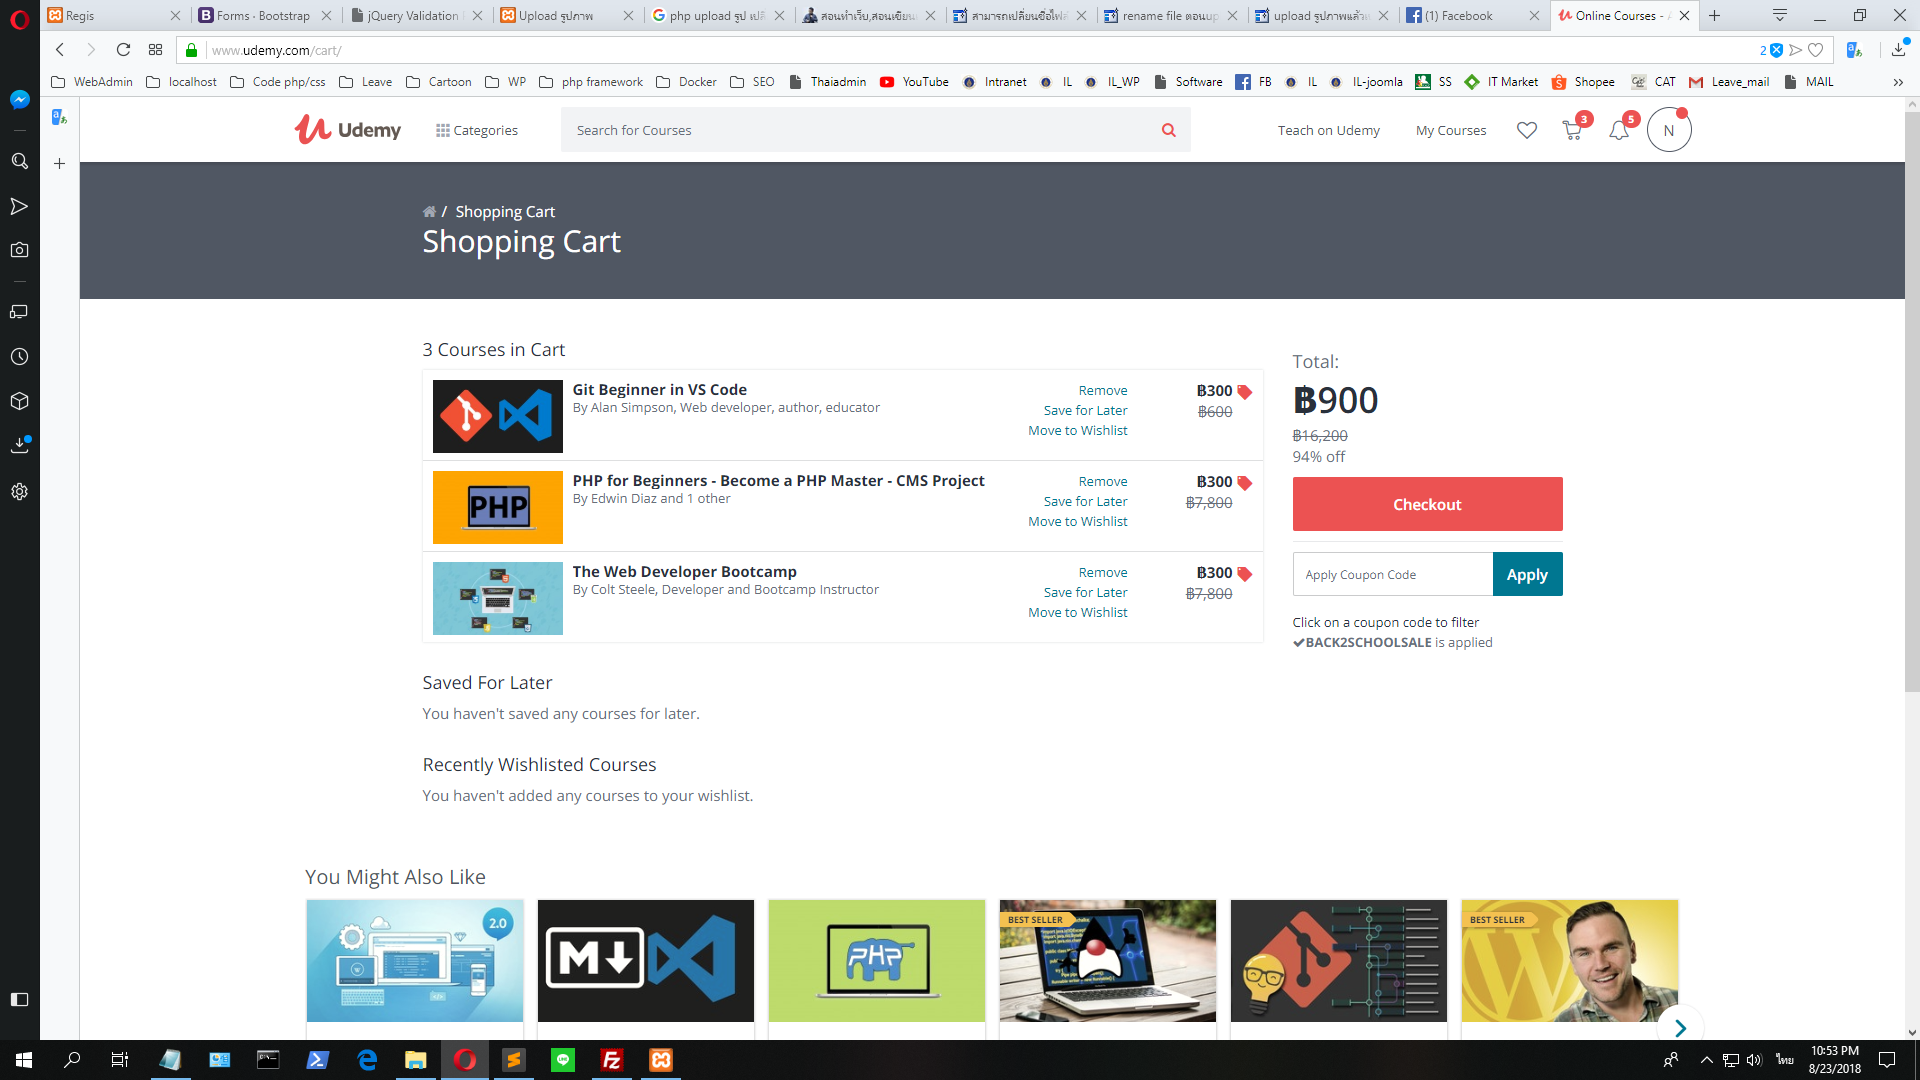 Regis
Forms · Bootstrap
jQuery Validation
Upload รูปภาพ
php upload รูป เปลี
สอนทำเว็บ,สอนเขียน
สามารถเปลี่ยนชื่อไฟล์
rename file ตอนup
upload รูปภาพแล้วเ
(1) Facebook
Online Courses - A
www.udemy.com/cart/
2
WebAdmin
localhost
Code php/css
Leave
Cartoon
WP
php framework
Docker
SEO
Thaiadmin
YouTube
Intranet
IL
IL_WP
Software
FB
IL
IL-joomla
SS
IT Market
Shopee
CAT
Leave_mail
MAIL
Udemy
Categories
Search for Courses
Teach on Udemy
My Courses
3
5
N
/ Shopping Cart
Shopping Cart
3 Courses in Cart
Git Beginner in VS Code
By Alan Simpson, Web developer, author, educator
Remove
Save for Later
Move to Wishlist
฿300
฿600
PHP
PHP for Beginners - Become a PHP Master - CMS Project
By Edwin Diaz and 1 other
Remove
Save for Later
Move to Wishlist
฿300
฿7,800
The Web Developer Bootcamp
By Colt Steele, Developer and Bootcamp Instructor
Remove
Save for Later
Move to Wishlist
฿300
฿7,800
Total:
฿900
฿16,200
94% off
Checkout
Apply Coupon Code
Apply
Click on a coupon code to filter
BACK2SCHOOLSALE is applied
Saved For Later
You haven't saved any courses for later.
Recently Wishlisted Courses
You haven't added any courses to your wishlist.
You Might Also Like
2.0
M
PHP
BEST SELLER
BEST SELLER
ไทย
10:53 PM
8/23/2018